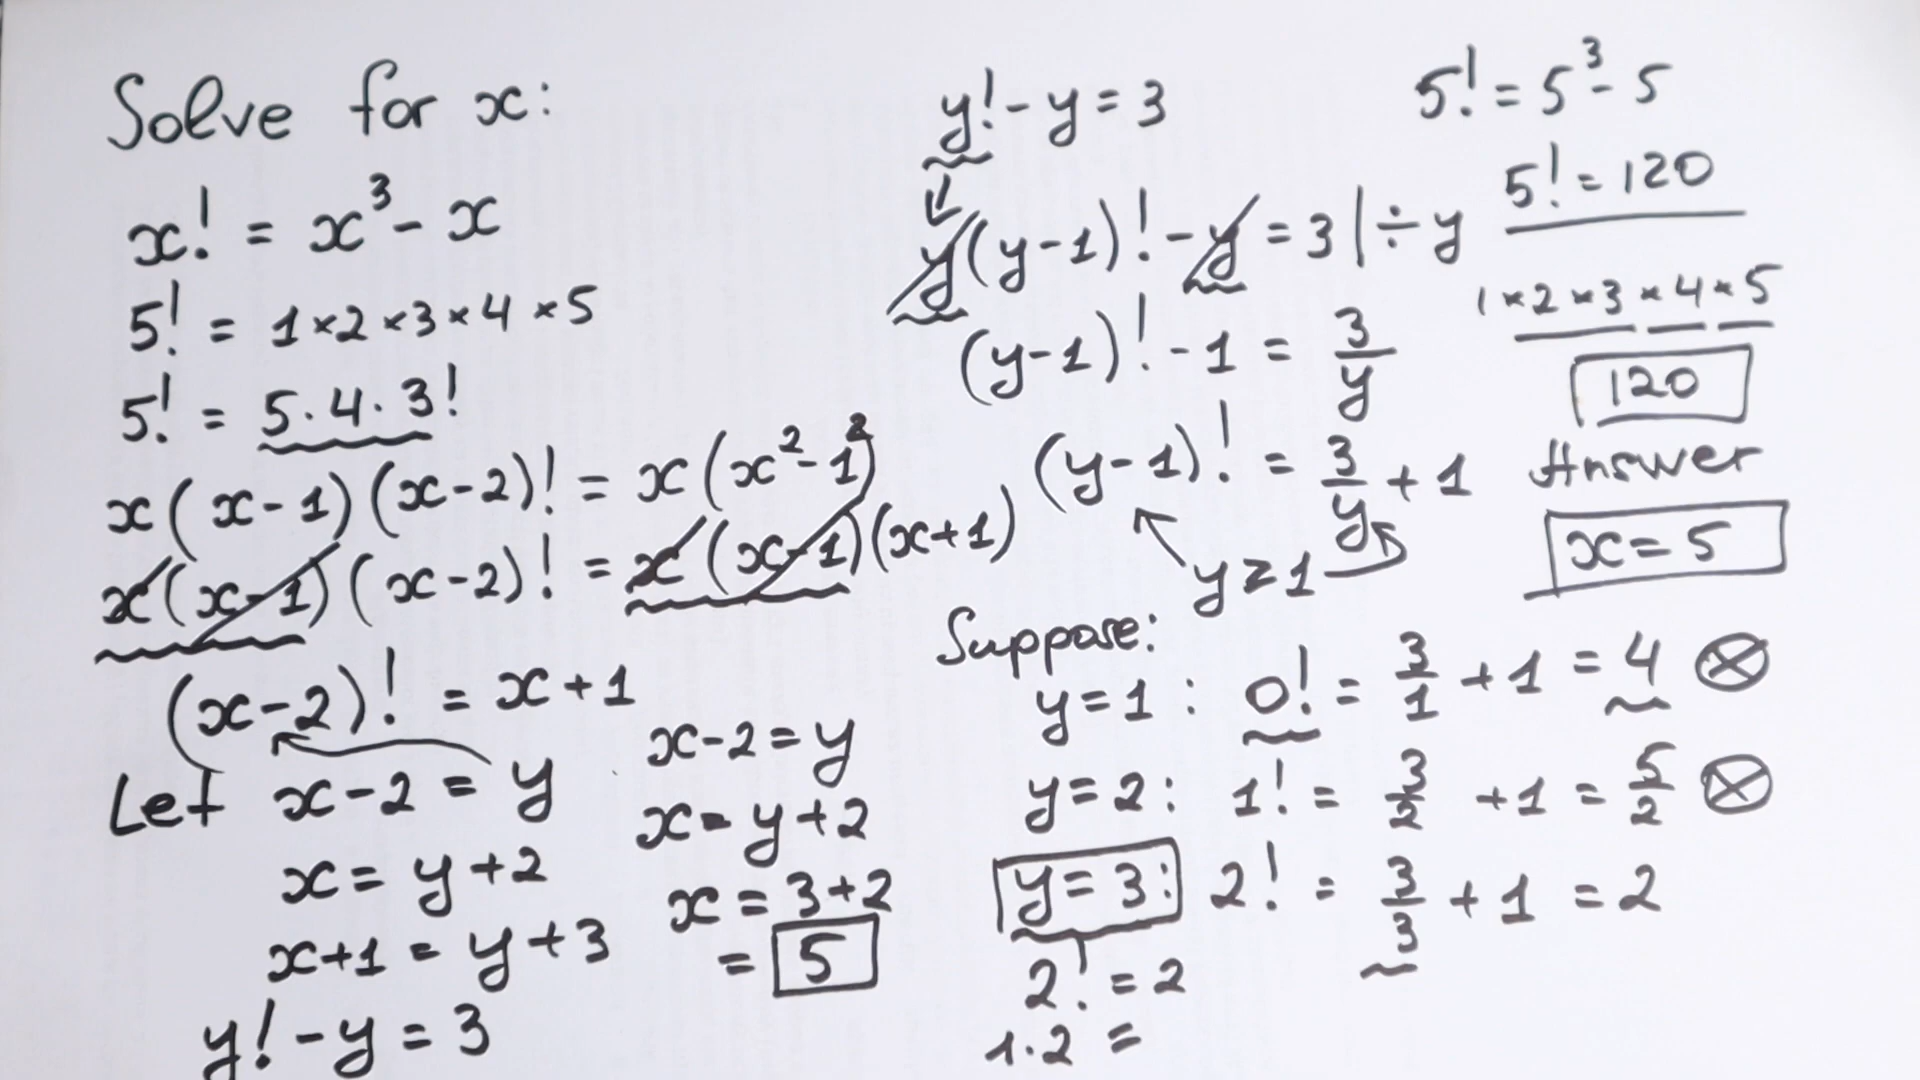 Solve for x:
x! = x³ - x
5! = 1×2×3×4×5
5! = 5·4·3!
x(x-1)(x-2)! = x(x²-1²)
x(x-1)(x-2)! = x(x-1)(x+1)
(x-2)! = x+1
Let x-2 = y
x = y+2
x+1 = y+3
y! - y = 3
x-2 = y
x = y+2
x = 3+2
= 5
y! - y = 3
y(y-1)! - y = 3 | ÷ y
(y-1)! - 1 = 3/y
(y-1)! = 3/y + 1
y ≥ 1
Suppose:
y = 1: 0! = 3/1 + 1 = 4 ⊗
y = 2: 1! = 3/2 + 1 = 5/2 ⊗
y = 3: 2! = 3/3 + 1 = 2
2! = 2
1·2 =
5! = 5³ - 5
5! = 120
1×2×3×4×5
120
Answer
x = 5